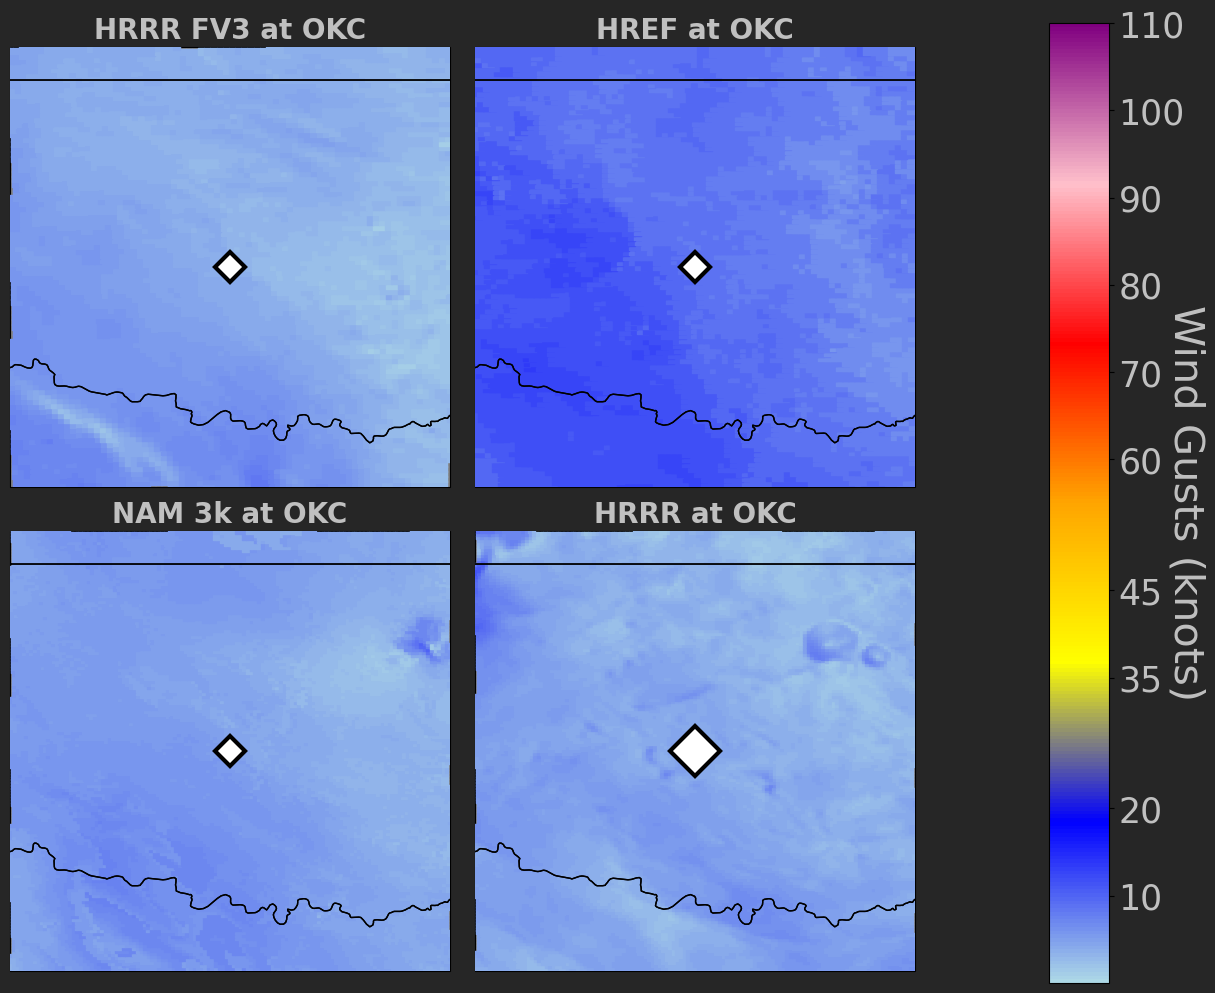 HRRR FV3 at OKC
HREF at OKC
NAM 3k at OKC
HRRR at OKC
110
100
90
80
70
60
45
35
20
10
Wind Gusts (knots)